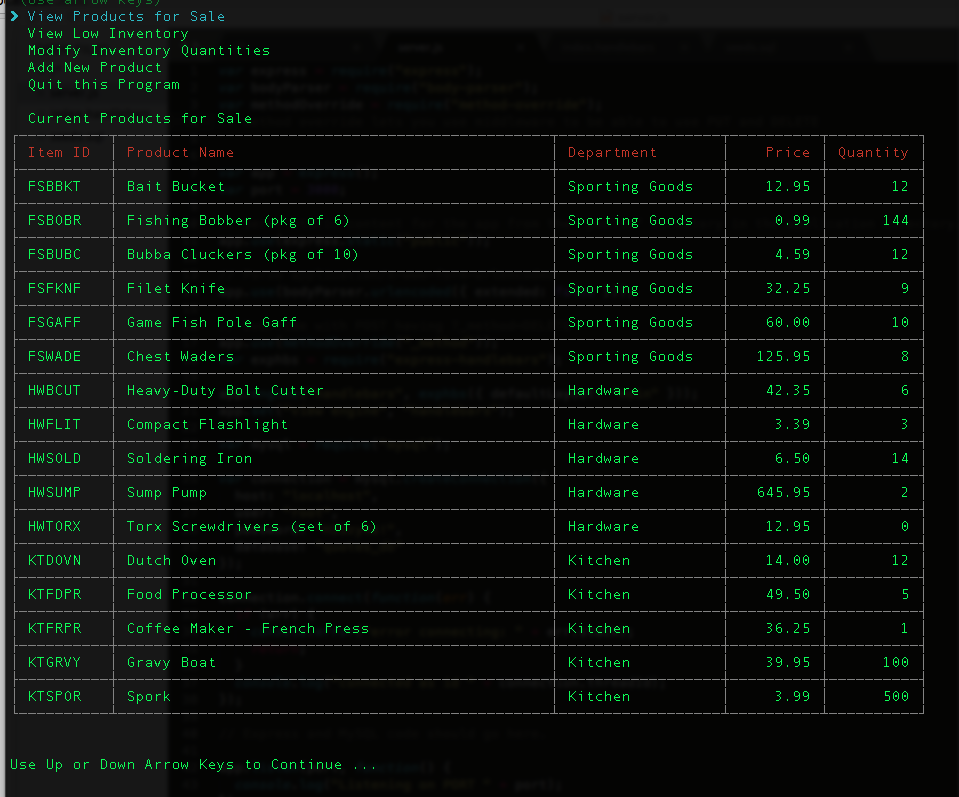 (Use arrow keys)
❯ View Products for Sale
View Low Inventory
Modify Inventory Quantities
Add New Product
Quit this Program
Current Products for Sale
Item ID Product Name Department Price Quantity
FSBBKT Bait Bucket Sporting Goods 12.95 12
FSBOBR Fishing Bobber (pkg of 6) Sporting Goods 0.99 144
FSBUBC Bubba Cluckers (pkg of 10) Sporting Goods 4.59 12
FSFKNF Filet Knife Sporting Goods 32.25 9
FSGAFF Game Fish Pole Gaff Sporting Goods 60.00 10
FSWADE Chest Waders Sporting Goods 125.95 8
HWBCUT Heavy-Duty Bolt Cutter Hardware 42.35 6
HWFLIT Compact Flashlight Hardware 3.39 3
HWSOLD Soldering Iron Hardware 6.50 14
HWSUMP Sump Pump Hardware 645.95 2
HWTORX Torx Screwdrivers (set of 6) Hardware 12.95 0
KTDOVN Dutch Oven Kitchen 14.00 12
KTFDPR Food Processor Kitchen 49.50 5
KTFRPR Coffee Maker - French Press Kitchen 36.25 1
KTGRVY Gravy Boat Kitchen 39.95 100
KTSPOR Spork Kitchen 3.99 500
Use Up or Down Arrow Keys to Continue ...